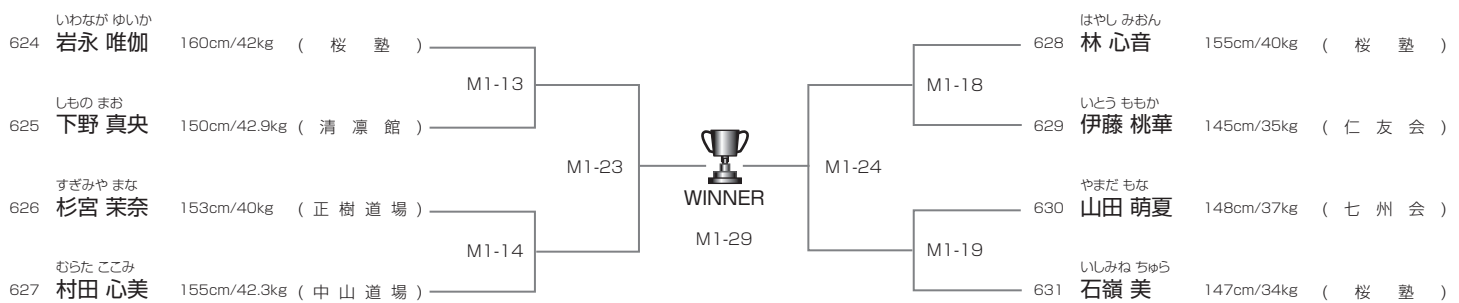 いわなが ゆいか
624 岩永 唯伽 160cm/42kg ( 桜 塾 )
M1-13
しもの まお
625 下野 真央 150cm/42.9kg ( 清 凛 館 )
M1-23
すぎみや まな
626 杉宮 茉奈 153cm/40kg ( 正 樹 道 場 )
M1-14
むらた ここみ
627 村田 心美 155cm/42.3kg ( 中 山 道 場 )
WINNER
M1-29
はやし みおん
628 林 心音 155cm/40kg ( 桜 塾 )
M1-18
いとう ももか
629 伊藤 桃華 145cm/35kg ( 仁 友 会 )
M1-24
やまだ もな
630 山田 萌夏 148cm/37kg ( 七 州 会 )
M1-19
いしみね ちゅら
631 石嶺 美 147cm/34kg ( 桜 塾 )